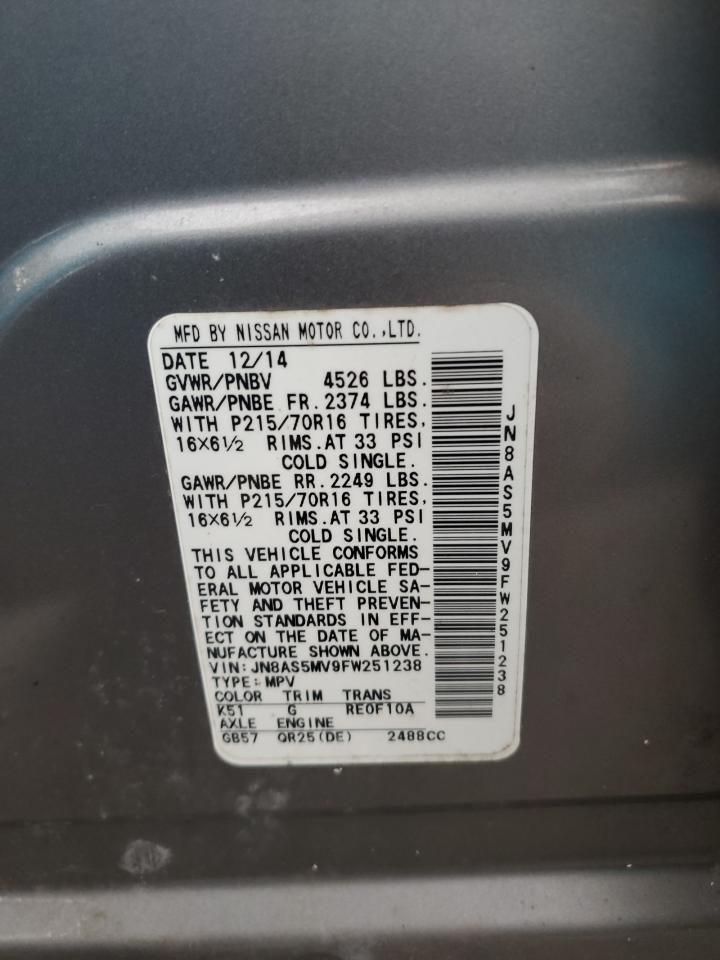 MFD BY NISSAN MOTOR CO.,LTD.
DATE 12/14
GVWR/PNBV 4526 LBS.
GAWR/PNBE FR.2374 LBS.
WITH P215/70R16 TIRES,
16X6½ RIMS.AT 33 PSI
COLD SINGLE.
GAWR/PNBE RR.2249 LBS.
WITH P215/70R16 TIRES,
16X6½ RIMS.AT 33 PSI
COLD SINGLE.
THIS VEHICLE CONFORMS
TO ALL APPLICABLE FED-
ERAL MOTOR VEHICLE SA-
FETY AND THEFT PREVEN-
TION STANDARDS IN EFF-
ECT ON THE DATE OF MA-
NUFACTURE SHOWN ABOVE.
VIN:JN8AS5MV9FW251238
TYPE:MPV
COLOR TRIM TRANS
K51 G RE0F10A
AXLE ENGINE
GB57 QR25(DE) 2488CC
JN8AS5MV9FW251238